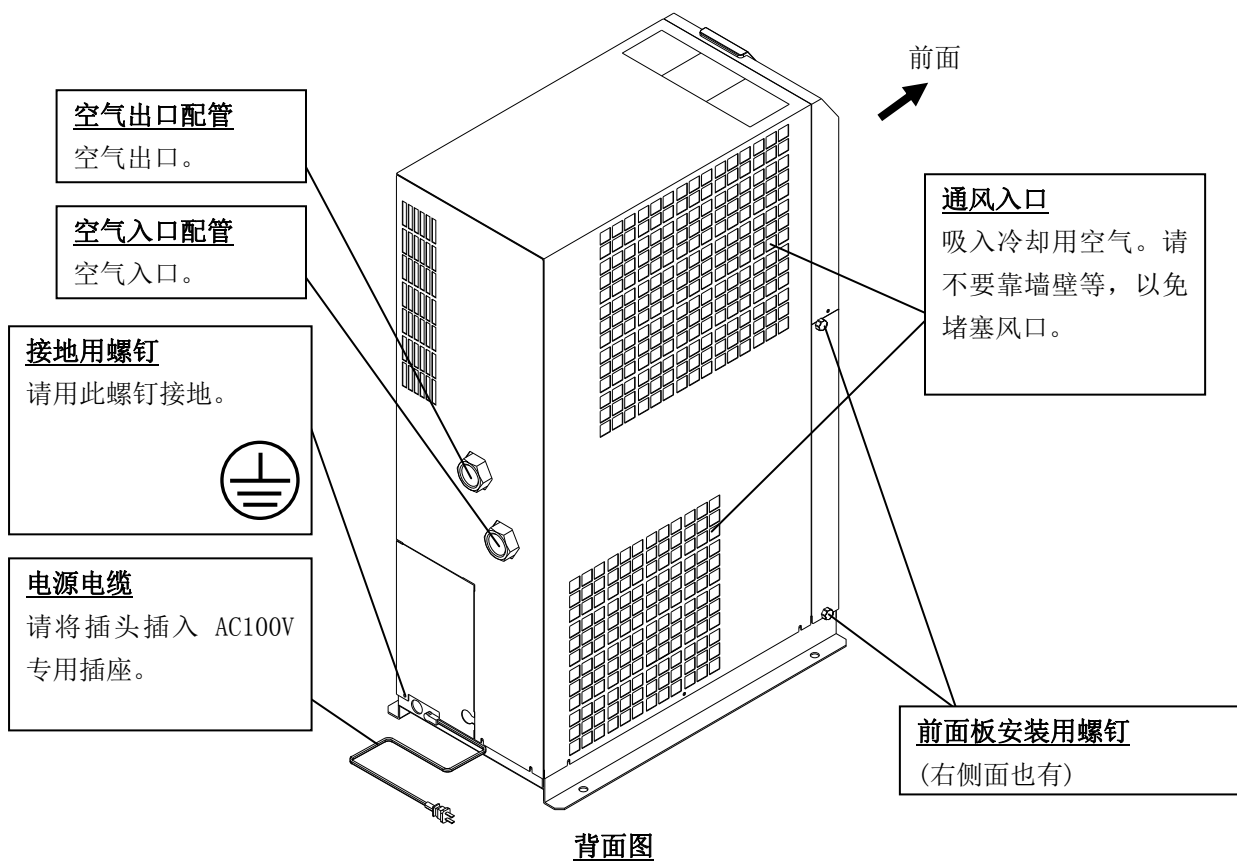 前面
空气出口配管
空气出口。
空气入口配管
空气入口。
接地用螺钉
请用此螺钉接地。
电源电缆
请将插头插入 AC100V
专用插座。
通风入口
吸入冷却用空气。请
不要靠墙壁等，以免
堵塞风口。
前面板安装用螺钉
(右侧面也有)
背面图